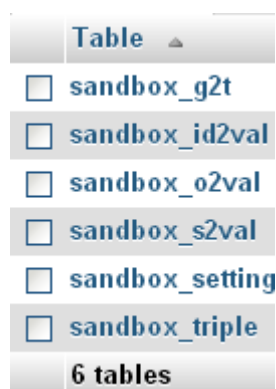 Table
sandbox_g2t
sandbox_id2val
sandbox_o2val
sandbox_s2val
sandbox_setting
sandbox_triple
6 tables